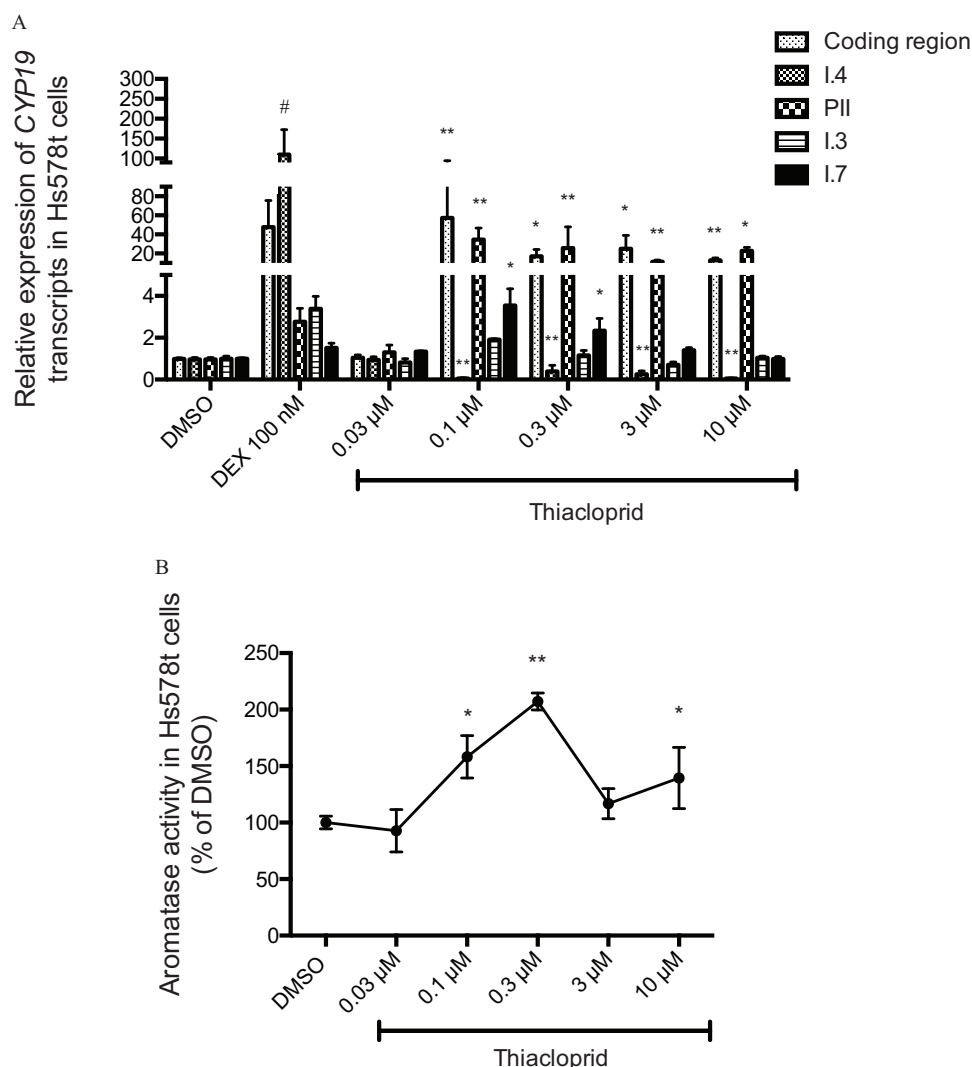 A
Relative expression of CYP19
transcripts in Hs578t cells
300
250
200
150
100
80
60
40
20
4
2
0
#
**
**
**
*
*
**
**
*
*
**
**
**
**
*
Coding region
I.4
PII
I.3
I.7
DMSO
DEX 100 nM
0.03 µM
0.1 µM
0.3 µM
3 µM
10 µM
Thiacloprid
B
Aromatase activity in Hs578t cells
(% of DMSO)
250
200
150
100
50
0
*
**
*
DMSO
0.03 µM
0.1 µM
0.3 µM
3 µM
10 µM
Thiacloprid